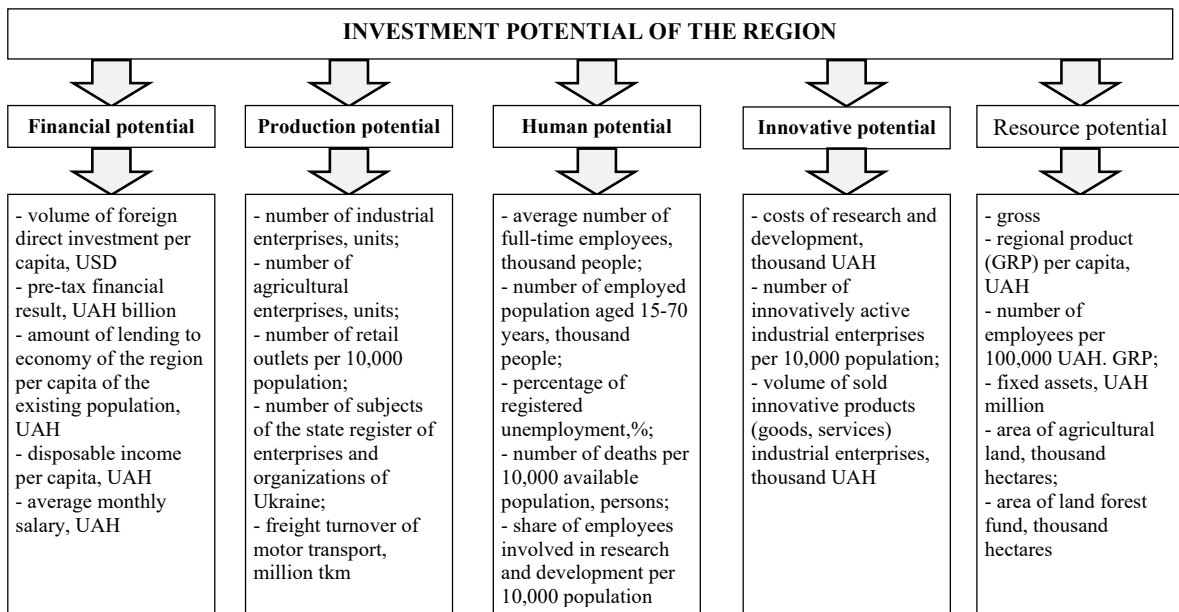 INVESTMENT POTENTIAL OF THE REGION
Financial potential
Production potential
Human potential
Innovative potential
Resource potential
- volume of foreign
direct investment per
capita, USD
- pre-tax financial
result, UAH billion
- amount of lending to
economy of the region
per capita of the
existing population,
UAH
- disposable income
per capita, UAH
- average monthly
salary, UAH
- number of industrial
enterprises, units;
- number of
agricultural
enterprises, units;
- number of retail
outlets per 10,000
population;
- number of subjects
of the state register of
enterprises and
organizations of
Ukraine;
- freight turnover of
motor transport,
million tkm
- average number of
full-time employees,
thousand people;
- number of employed
population aged 15-70
years, thousand
people;
- percentage of
registered
unemployment,%;
- number of deaths per
10,000 available
population, persons;
- share of employees
involved in research
and development per
10,000 population
- costs of research and
development,
thousand UAH
- number of
innovatively active
industrial enterprises
per 10,000 population;
- volume of sold
innovative products
(goods, services)
industrial enterprises,
thousand UAH
- gross
- regional product
(GRP) per capita,
UAH
- number of
employees per
100,000 UAH. GRP;
- fixed assets, UAH
million
- area of agricultural
land, thousand
hectares;
- area of land forest
fund, thousand
hectares